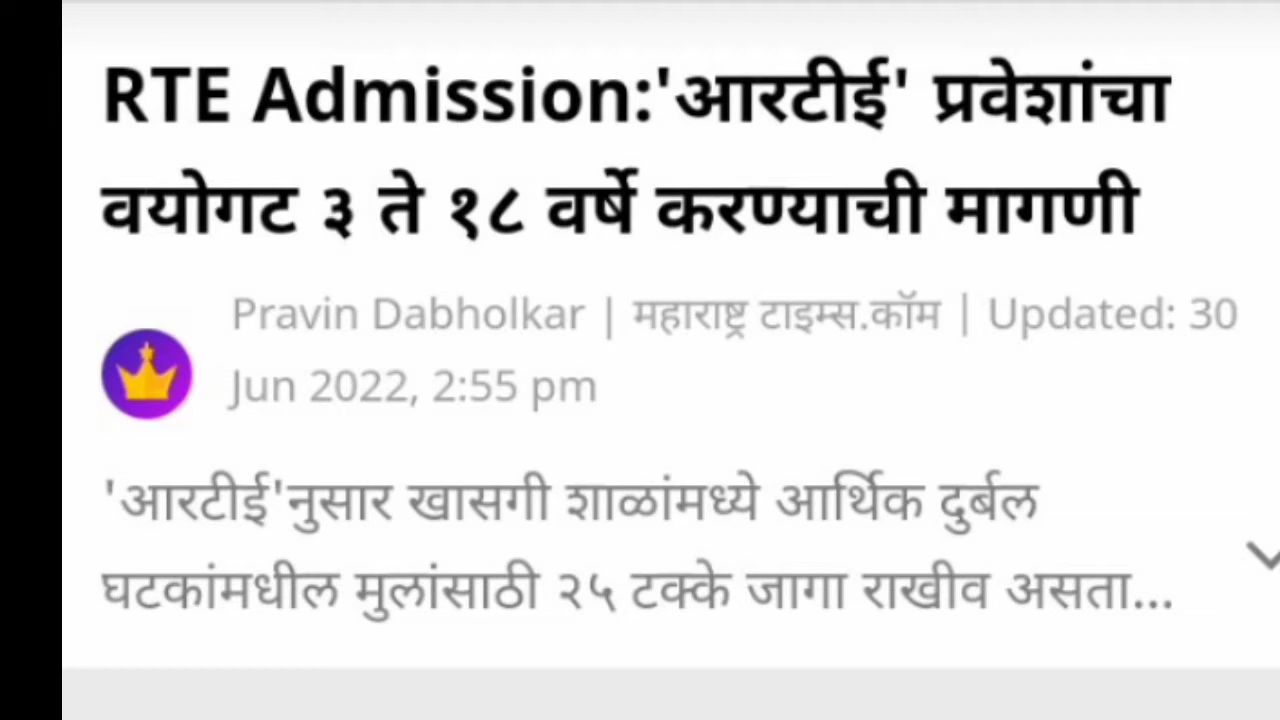 RTE Admission:'आरटीई' प्रवेशांचा
वयोगट ३ ते १८ वर्षे करण्याची मागणी
Pravin Dabholkar | महाराष्ट्र टाइम्स.कॉम | Updated: 30
Jun 2022, 2:55 pm
'आरटीई'नुसार खासगी शाळांमध्ये आर्थिक दुर्बल
घटकांमधील मुलांसाठी २५ टक्के जागा राखीव असता...